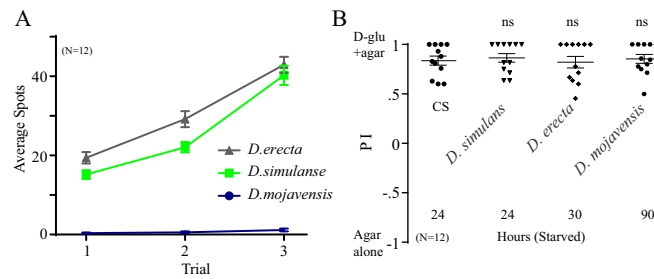 A
(N=12)
40
20
0
Average Spots
1 2 3
Trial
D.erecta
D.simulanse
D.mojavensis
B
ns ns ns
D-glu
+agar
1
.5
0
-.5
-1
PI
CS
D. simulans
D. erecta
D. mojavensis
24 24 30 90
Agar
alone
(N=12) Hours (Starved)